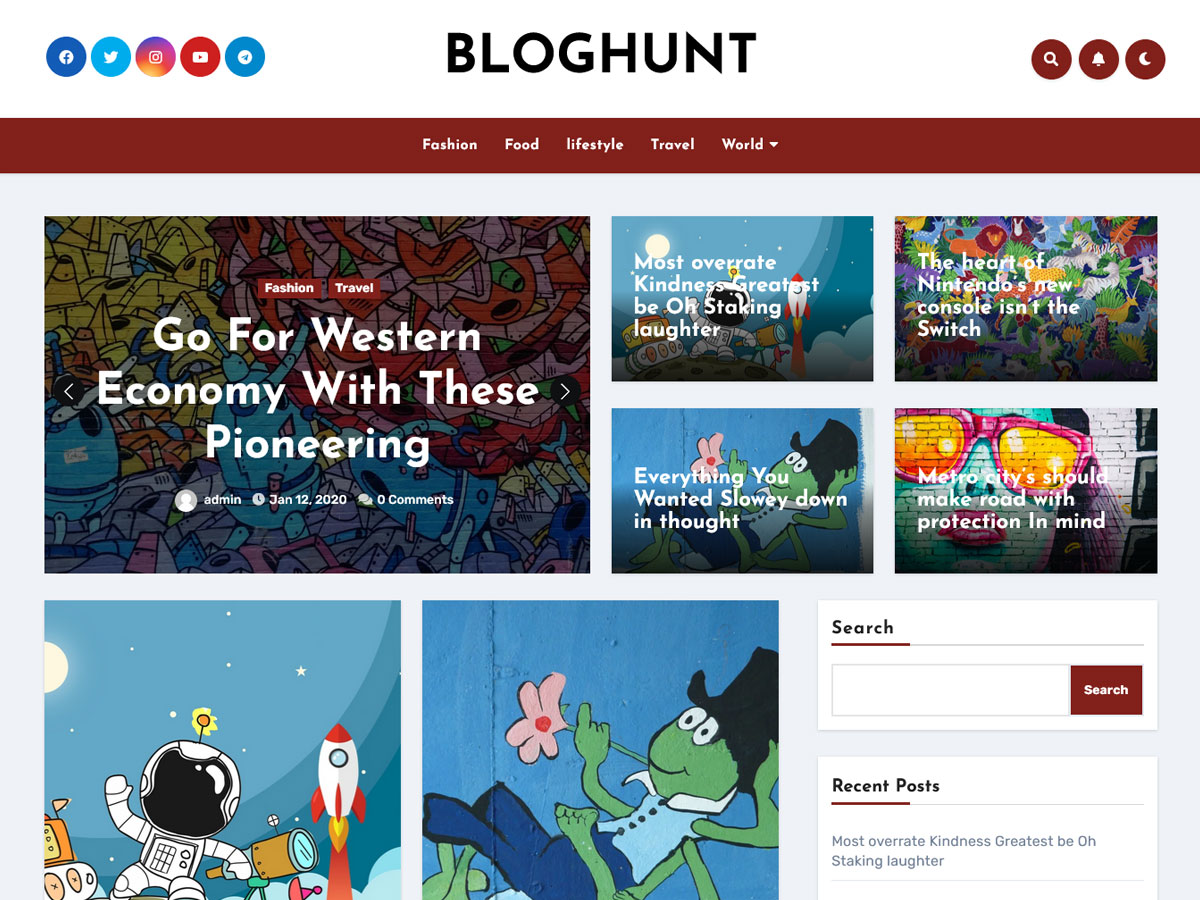 BLOGHUNT
Fashion Food lifestyle Travel World
Fashion Travel
Go For Western
Economy With These
Pioneering
admin Jan 12, 2020 0 Comments
Most overrate
Kindness Greatest
be Oh Staking
laughter
The heart of
Nintendo's new
console isn't the
Switch
Everything You
Wanted Slowey down
in thought
Metro city's should
make road with
protection In mind
Search
Search
Recent Posts
Most overrate Kindness Greatest be Oh
Staking laughter